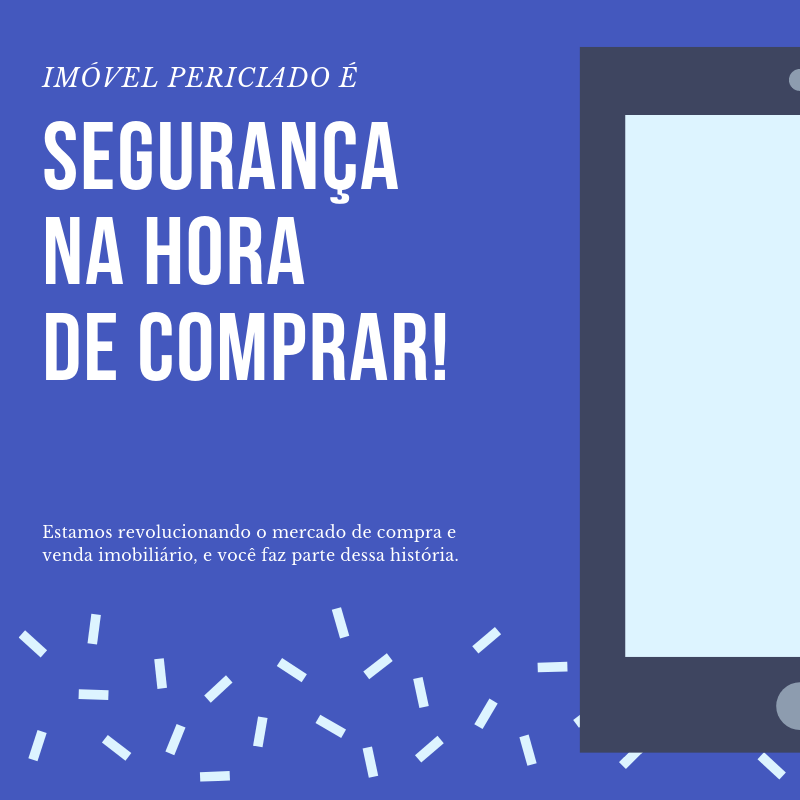 IMÓVEL PERICIADO É
SEGURANÇA
NA HORA
DE COMPRAR!
Estamos revolucionando o mercado de compra e
venda imobiliário, e você faz parte dessa história.